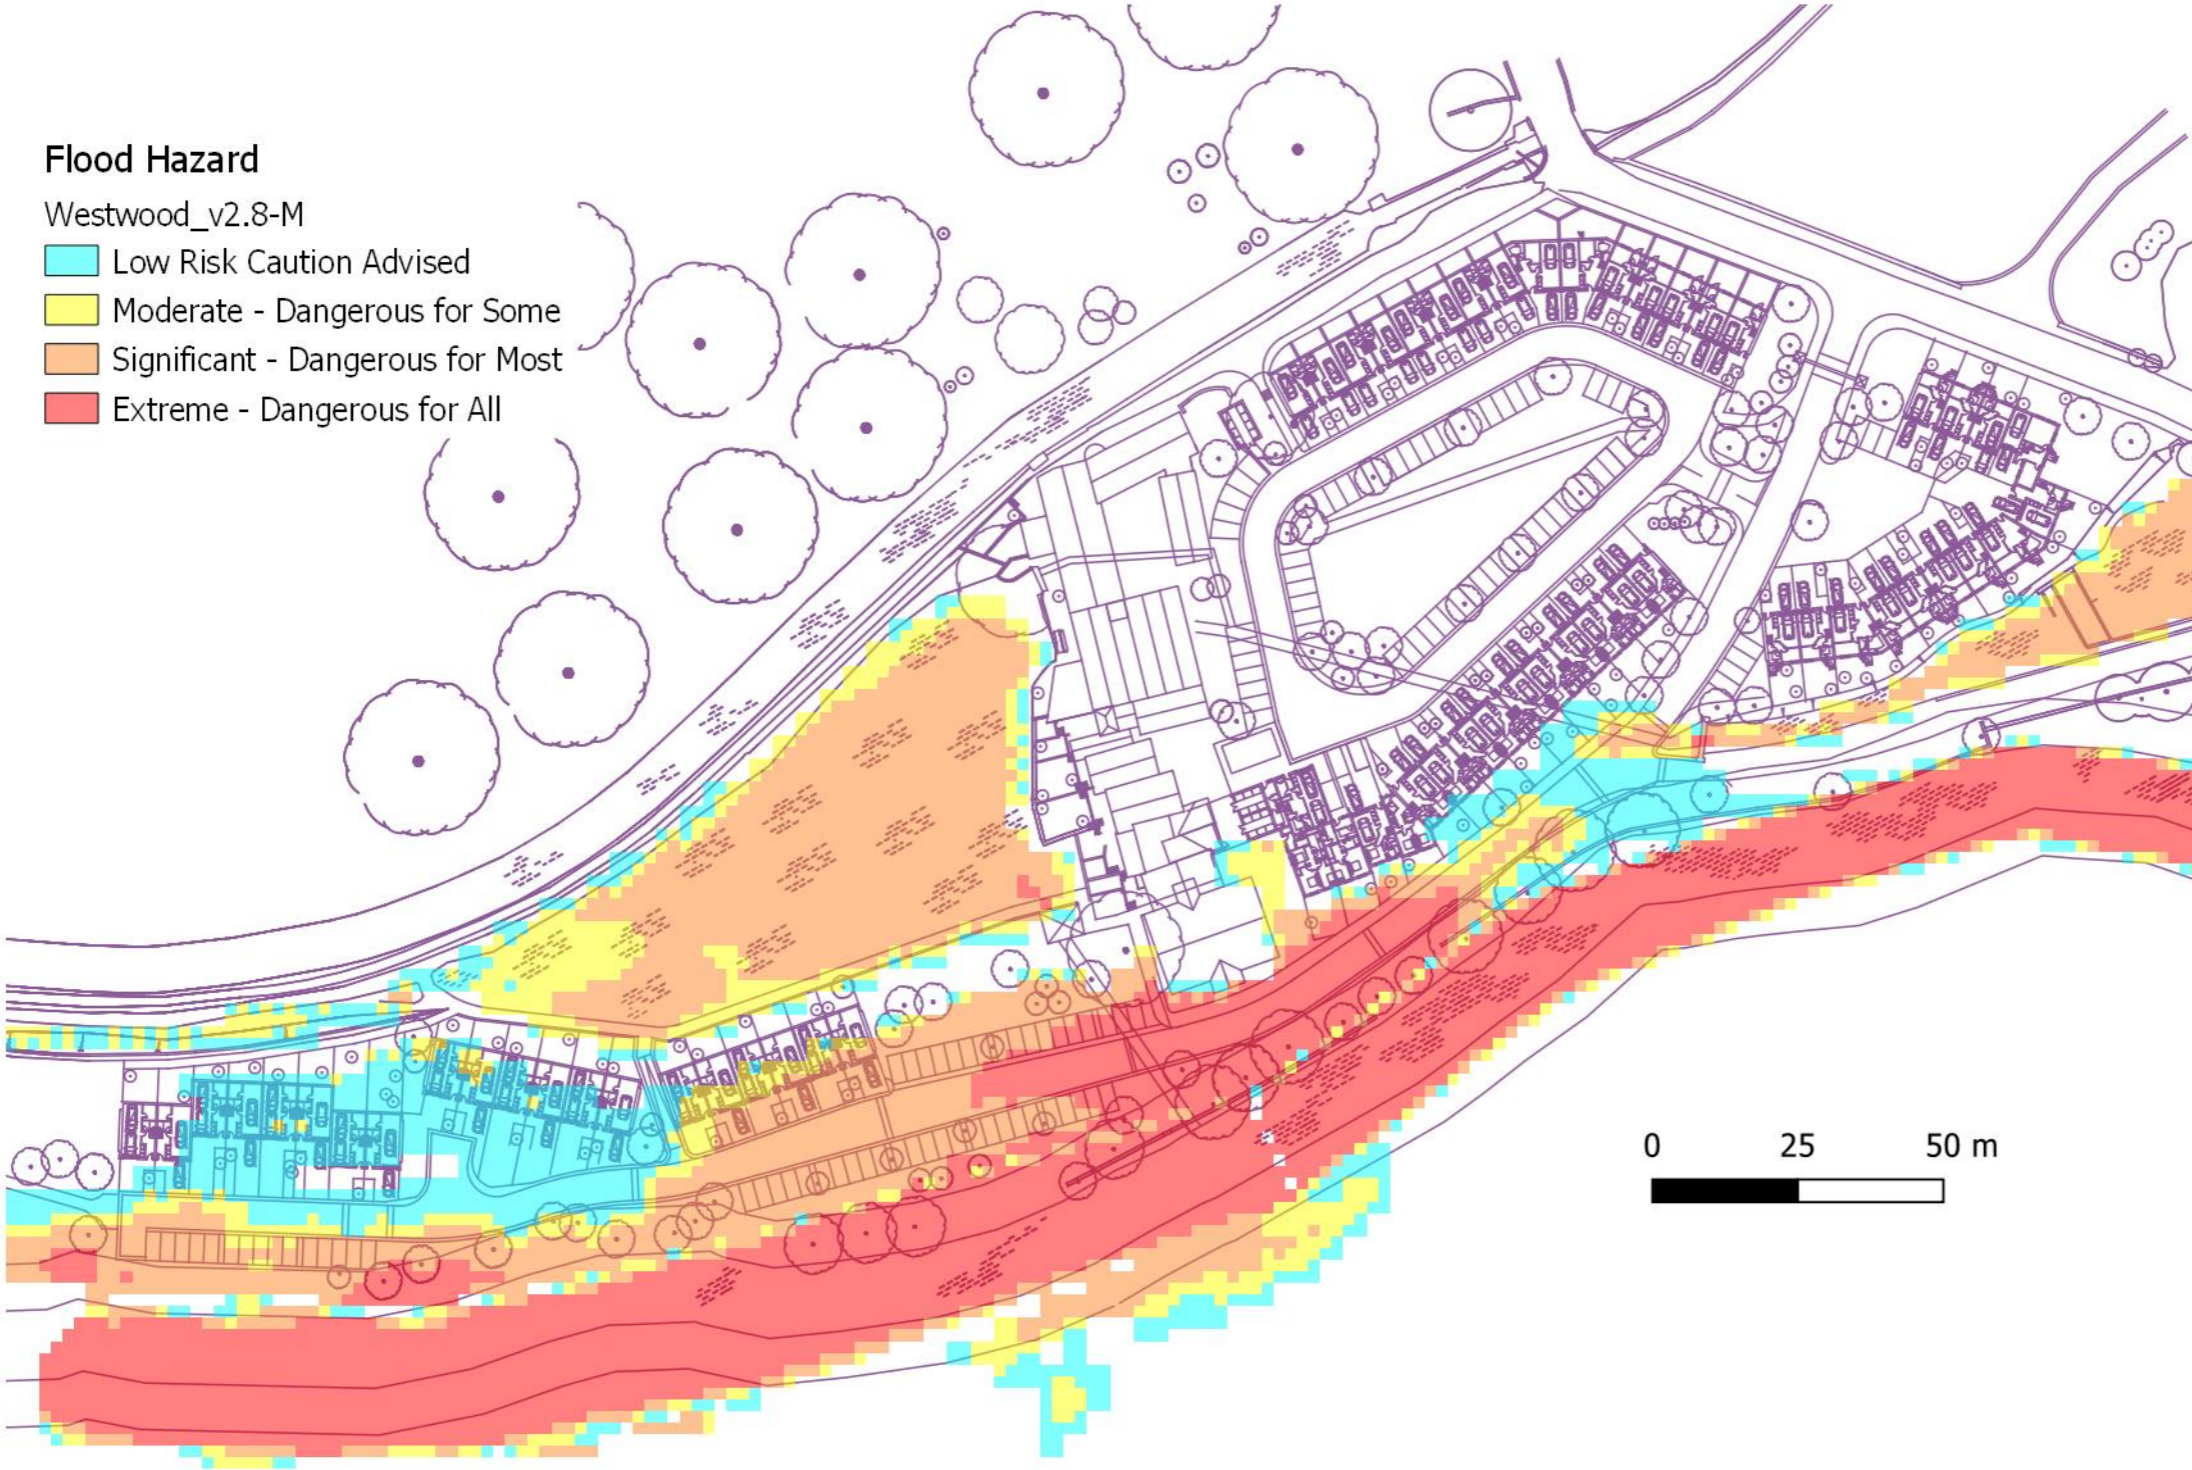 Flood Hazard
Westwood_v2.8-M
Low Risk Caution Advised
Moderate - Dangerous for Some
Significant - Dangerous for Most
Extreme - Dangerous for All
0 25 50 m